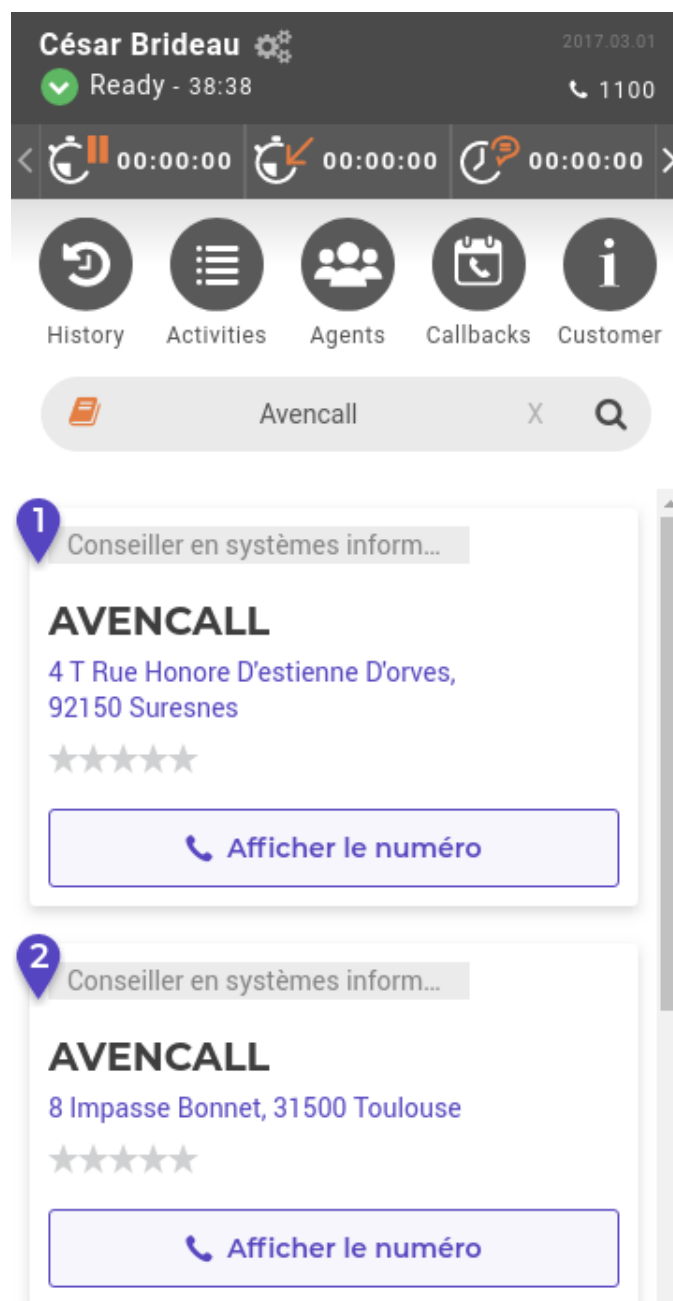 César Brideau
2017.03.01
Ready - 38:38
1100
00:00:00 00:00:00 00:00:00
History Activities Agents Callbacks Customer
Avencall X
1
Conseiller en systèmes inform...
AVENCALL
4 T Rue Honore D'estienne D'orves,
92150 Suresnes
Afficher le numéro
2
Conseiller en systèmes inform...
AVENCALL
8 Impasse Bonnet, 31500 Toulouse
Afficher le numéro